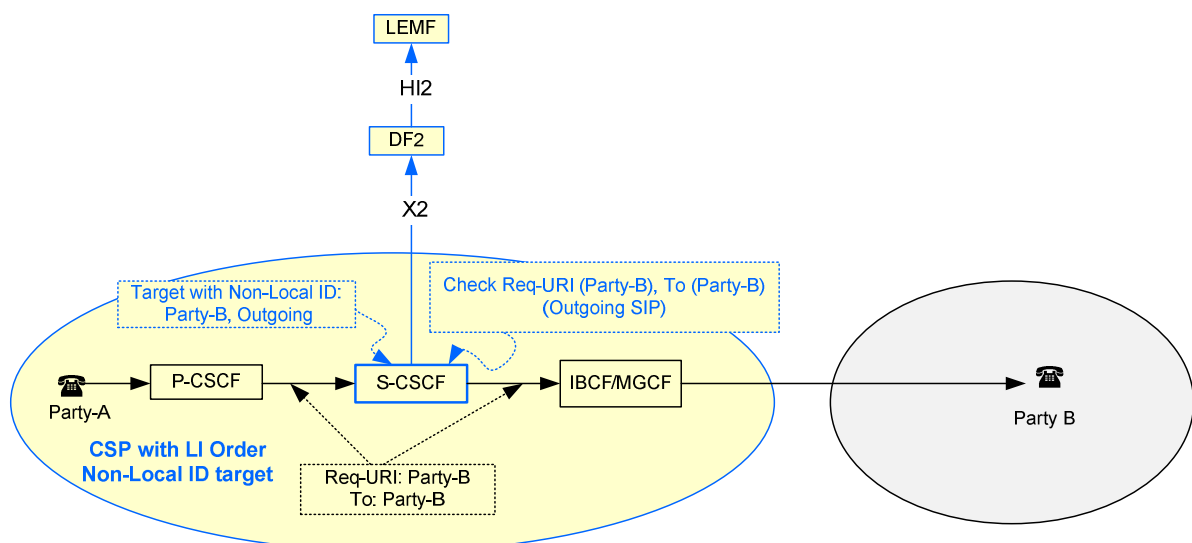 LEMF
HI2
DF2
X2
Target with Non-Local ID:
Party-B, Outgoing
Check Req-URI (Party-B), To (Party-B)
(Outgoing SIP)
Party-A
P-CSCF
S-CSCF
IBCF/MGCF
Party B
CSP with LI Order
Non-Local ID target
Req-URI: Party-B
To: Party-B